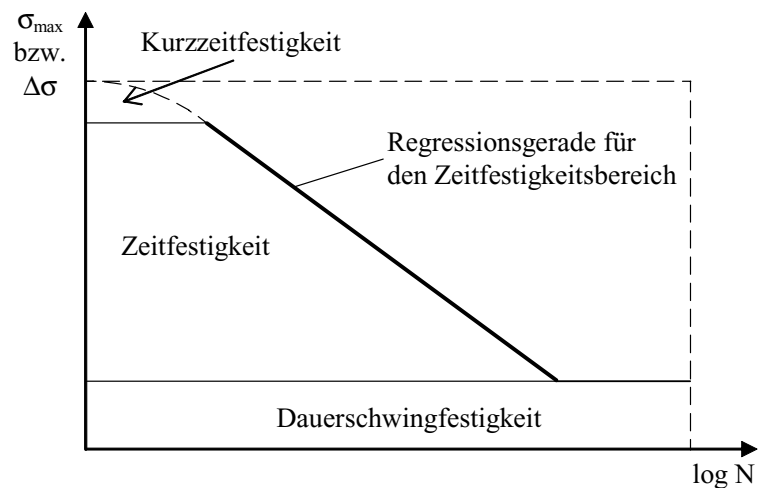 σmax
bzw.
Δσ
Kurzzeitfestigkeit
Regressionsgerade für
den Zeitfestigkeitsbereich
Zeitfestigkeit
Dauerschwingfestigkeit
log N